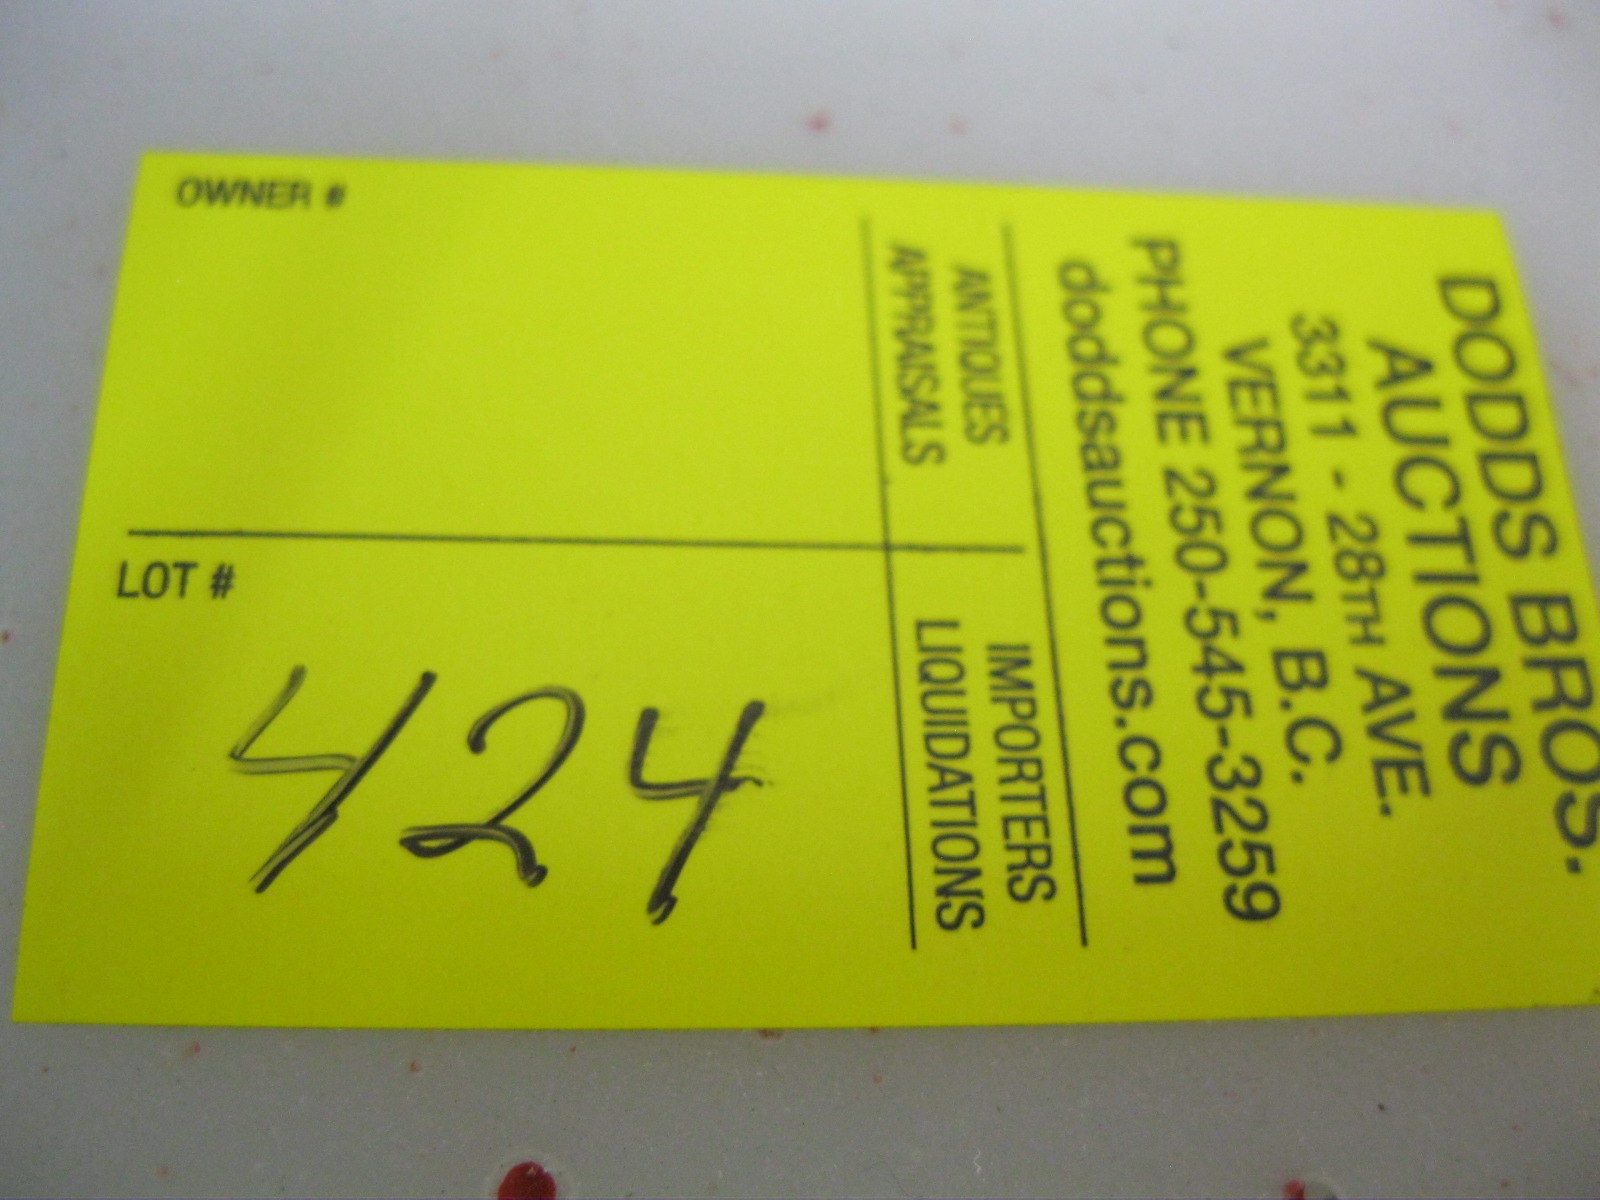 DODDS BROS.
AUCTIONS
3311 - 28TH AVE.
VERNON, B.C.
PHONE 250-545-3259
doddsauctions.com
ANTIQUES IMPORTERS
APPRAISALS LIQUIDATIONS
OWNER #
LOT #
424